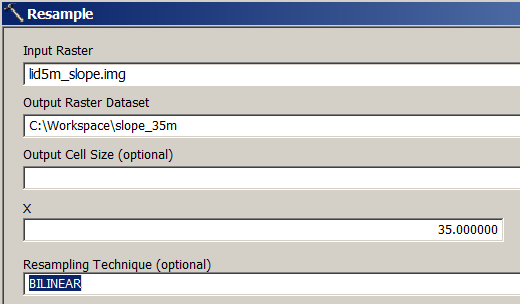 Resample
Input Raster
lid5m_slope.img
Output Raster Dataset
C:\Workspace\slope_35m
Output Cell Size (optional)
X
35.000000
Resampling Technique (optional)
BILINEAR